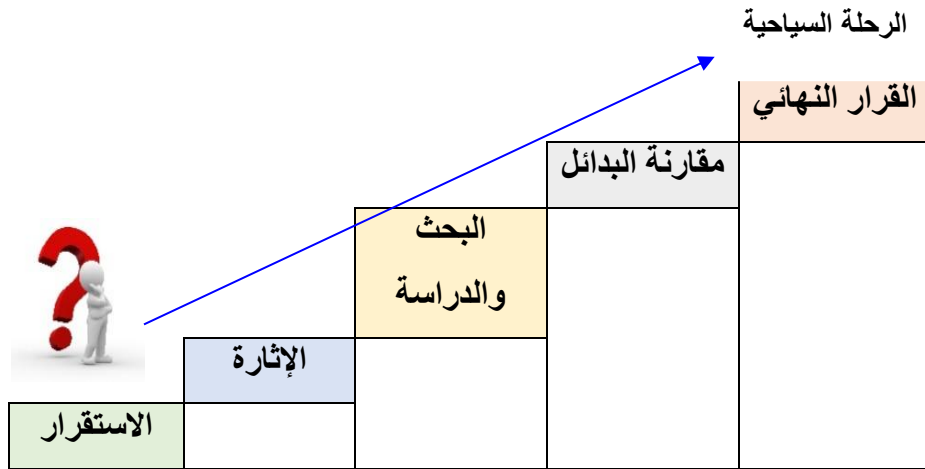 الرحلة السياحية
القرار النهائي
مقارنة البدائل
البحث
والدراسة
الإثارة
الاستقرار